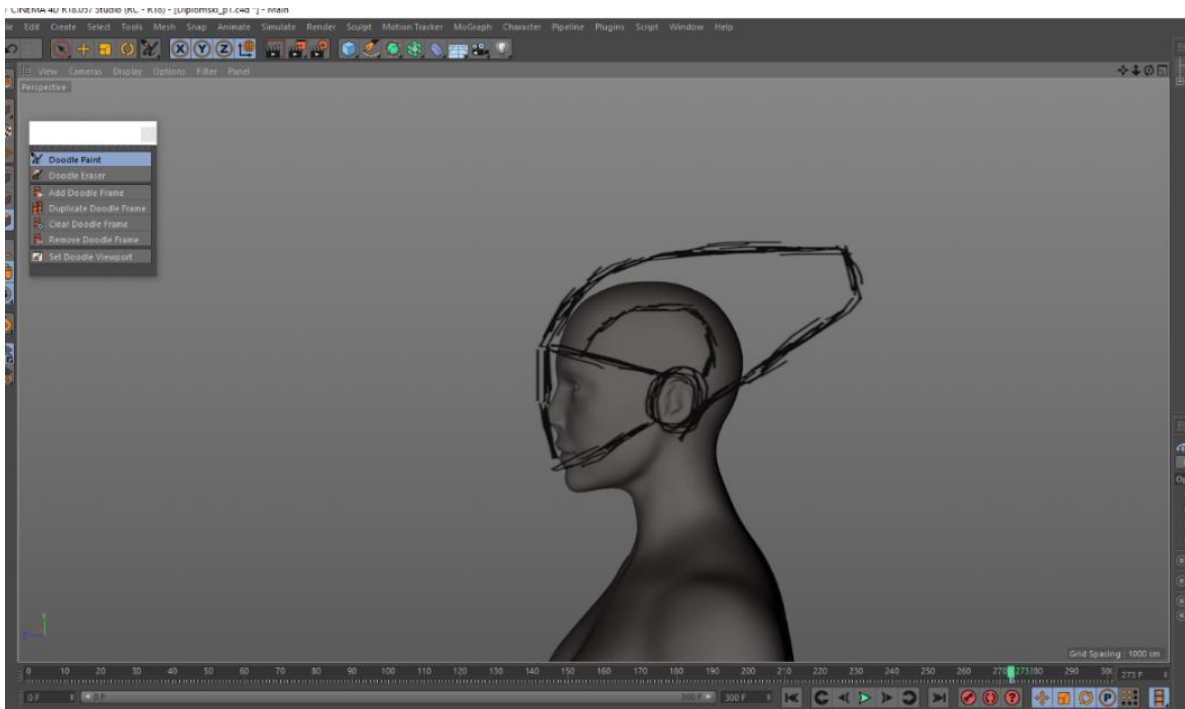 CINEMA 4D R18.057 Studio (RC - R18) - [Diplomski_p1.c4d *] - Main
Edit Create Select Tools Mesh Snap Animate Simulate Render Sculpt Motion Tracker MoGraph Character Pipeline Plugins Script Window Help
X Y Z
View Cameras Display Options Filter Panel
Perspective
Doodle Paint
Doodle Eraser
Add Doodle Frame
Duplicate Doodle Frame
Clear Doodle Frame
Remove Doodle Frame
Set Doodle Viewport
Y
Z
Grid Spacing : 1000 cm
0 10 20 30 40 50 60 70 80 90 100 110 120 130 140 150 160 170 180 190 200 210 220 230 240 250 260 270 273 280 290 30 273 F
0 F 0 F 300 F 300 F